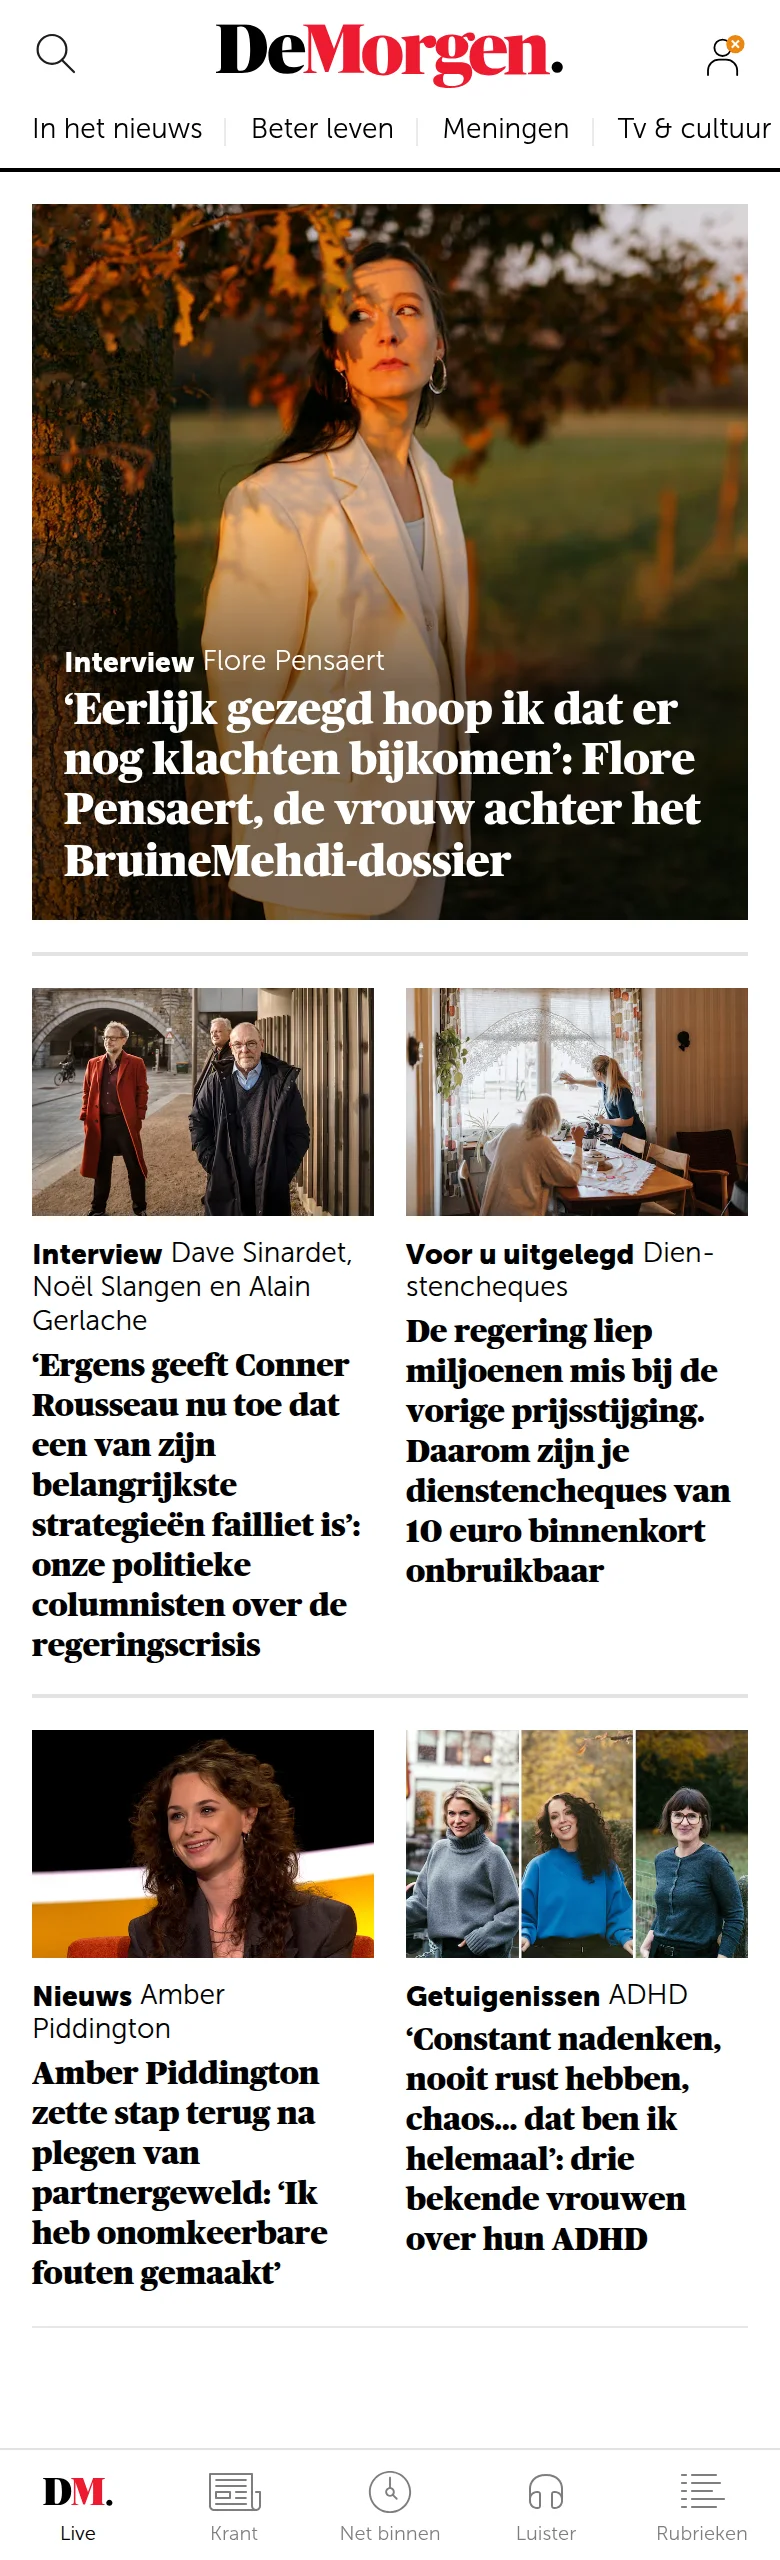 DeMorgen.
In het nieuws
Beter leven
Meningen
Tv & cultuur
Interview Flore Pensaert
‘Eerlijk gezegd hoop ik dat er
nog klachten bijkomen’: Flore
Pensaert, de vrouw achter het
BruineMehdi-dossier
Interview Dave Sinardet,
Noël Slangen en Alain
Gerlache
‘Ergens geeft Conner
Rousseau nu toe dat
een van zijn
belangrijkste
strategieën failliet is’:
onze politieke
columnisten over de
regeringscrisis
Voor u uitgelegd Dien-
stencheques
De regering liep
miljoenen mis bij de
vorige prijsstijging.
Daarom zijn je
dienstencheques van
10 euro binnenkort
onbruikbaar
Nieuws Amber
Piddington
Amber Piddington
zette stap terug na
plegen van
partnergeweld: ‘Ik
heb onomkeerbare
fouten gemaakt’
Getuigenissen ADHD
‘Constant nadenken,
nooit rust hebben,
chaos... dat ben ik
helemaal’: drie
bekende vrouwen
over hun ADHD
DM.
Live
Krant
Net binnen
Luister
Rubrieken